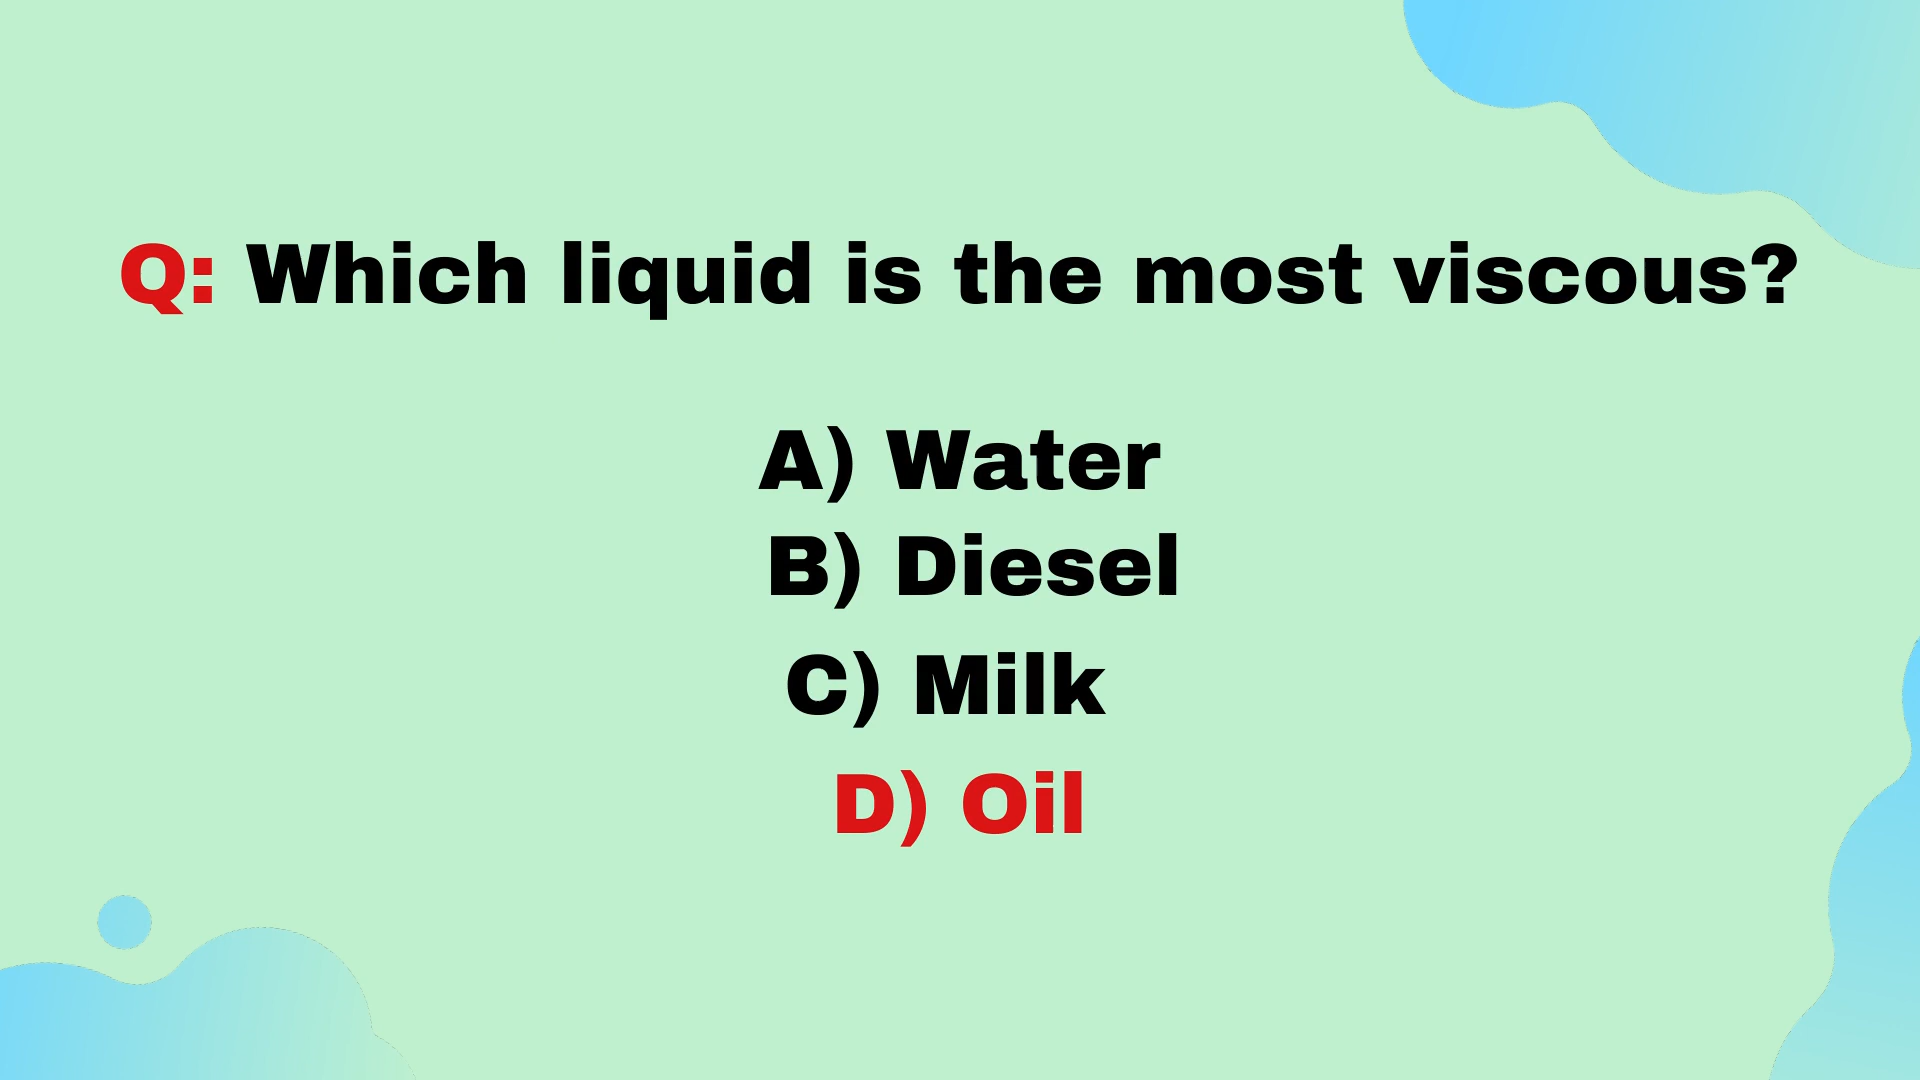 Q: Which liquid is the most viscous?
A) Water
B) Diesel
C) Milk
D) Oil